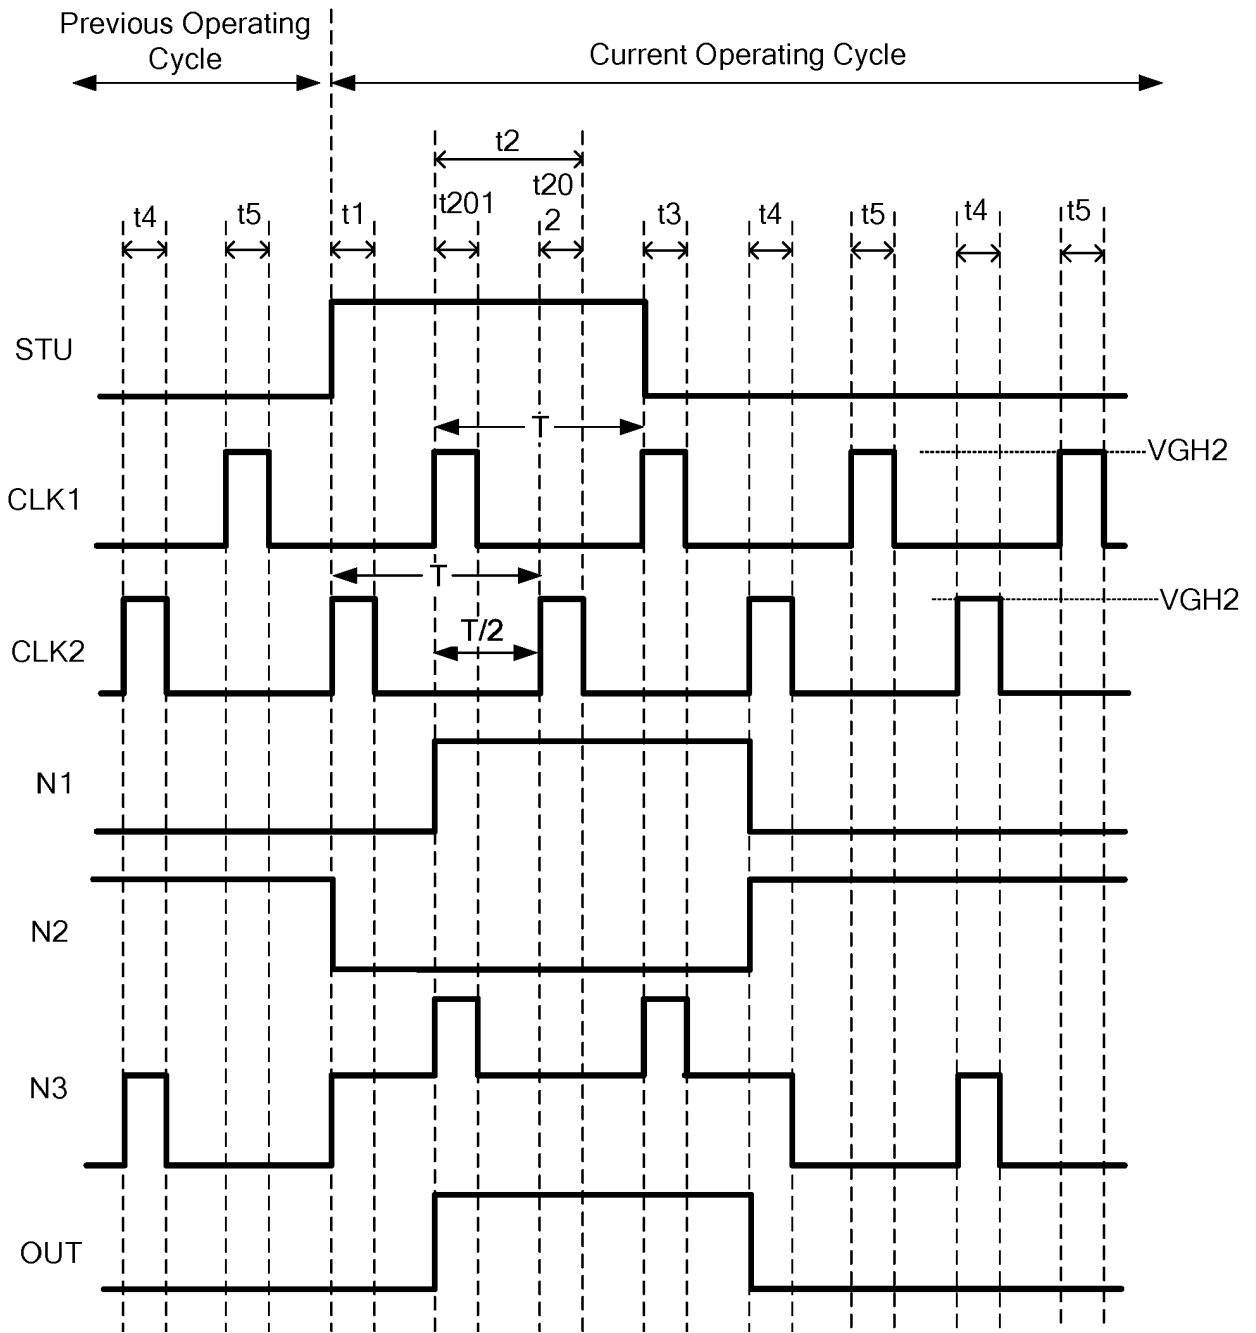 Previous Operating
Cycle
Current Operating Cycle
t2
t4
t5
t1
t201
t20
2
t3
t4
t5
t4
t5
STU
T
VGH2
CLK1
T
VGH2
T/2
CLK2
N1
N2
N3
OUT